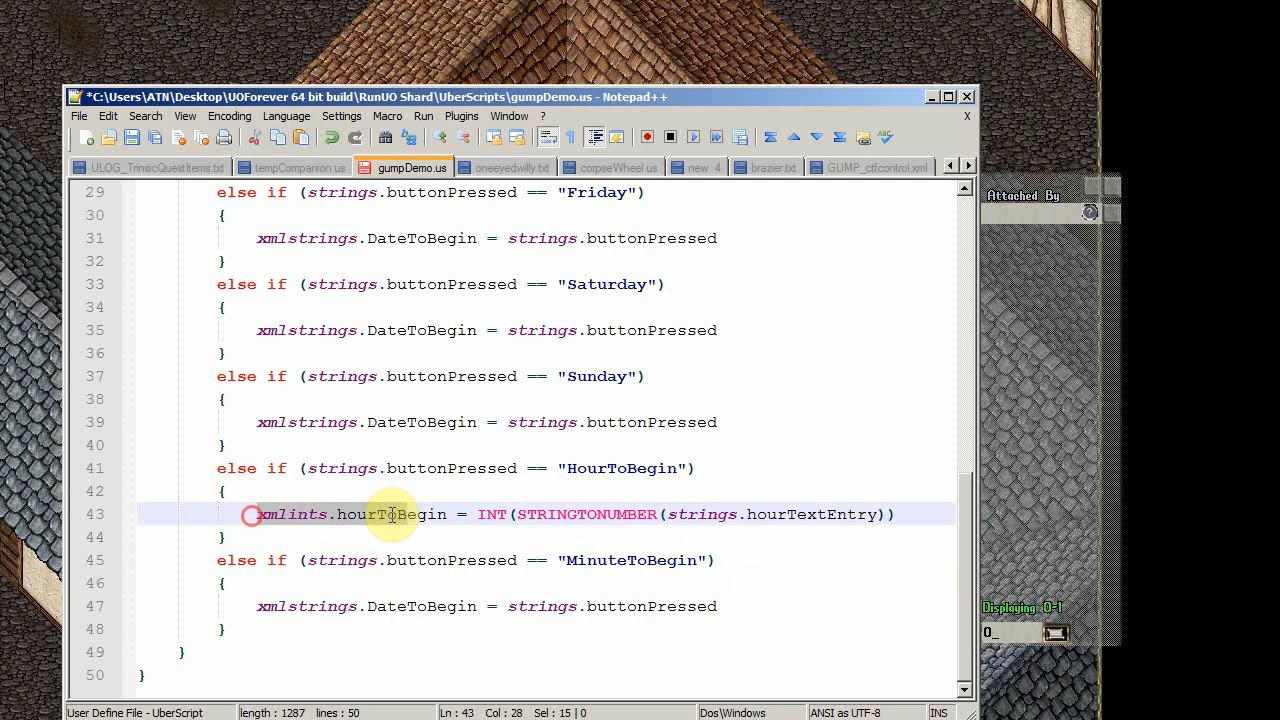 *C:\Users\ATN\Desktop\UOForever 64 bit build\RunUO Shard\UberScripts\gumpDemo.us - Notepad++
File Edit Search View Encoding Language Settings Macro Run Plugins Window ? X
ULOG_TrinsicQuestItems.txt tempCompanion.us gumpDemo.us oneeyedwilly.txt corpseWheel.us new 4 brazier.txt GUMP_ctfcontrol.xml
29 else if (strings.buttonPressed == "Friday")
30 {
31 xmlstrings.DateToBegin = strings.buttonPressed
32 }
33 else if (strings.buttonPressed == "Saturday")
34 {
35 xmlstrings.DateToBegin = strings.buttonPressed
36 }
37 else if (strings.buttonPressed == "Sunday")
38 {
39 xmlstrings.DateToBegin = strings.buttonPressed
40 }
41 else if (strings.buttonPressed == "HourToBegin")
42 {
43 xmlints.hourToBegin = INT(STRINGTONUMBER(strings.hourTextEntry))
44 }
45 else if (strings.buttonPressed == "MinuteToBegin")
46 {
47 xmlstrings.DateToBegin = strings.buttonPressed
48 }
49 }
50 }
User Define File - UberScript length : 1287 lines : 50 Ln : 43 Col : 28 Sel : 15 | 0 Dos\Windows ANSI as UTF-8 INS
Attached By
?
Displaying 0-1
0_